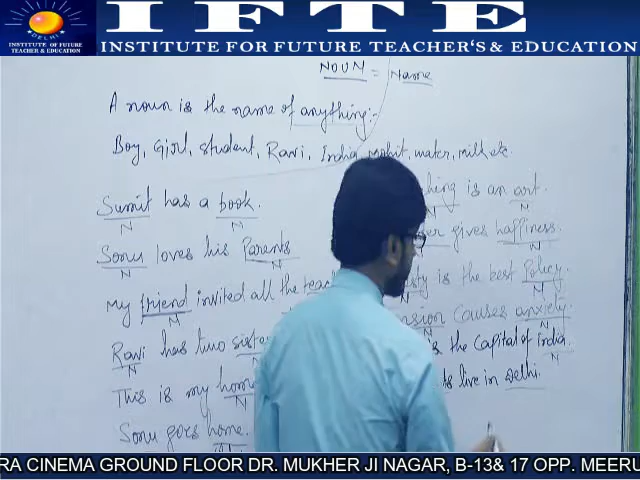 IFTE
INSTITUTE FOR FUTURE TEACHER'S & EDUCATION
DELHI
INSTITUTE OF FUTURE
TEACHER & EDUCATION
NOUN = Name
A noun is the name of anything:-
Boy, Girl, student, Ravi, India, Mohit, water, milk etc.
Sumit has a book.
N N
Sonu loves his Parents
N N
My friend invited all the
N
Ravi has two
N
This is my
N
Sonu goes home.
N
is an art.
N N
gives happiness.
N N
is the best Policy.
N N
causes anxiety.
N N
is the capital of India.
N
live in Delhi.
RA CINEMA GROUND FLOOR DR. MUKHER JI NAGAR, B-13& 17 OPP. MEERU